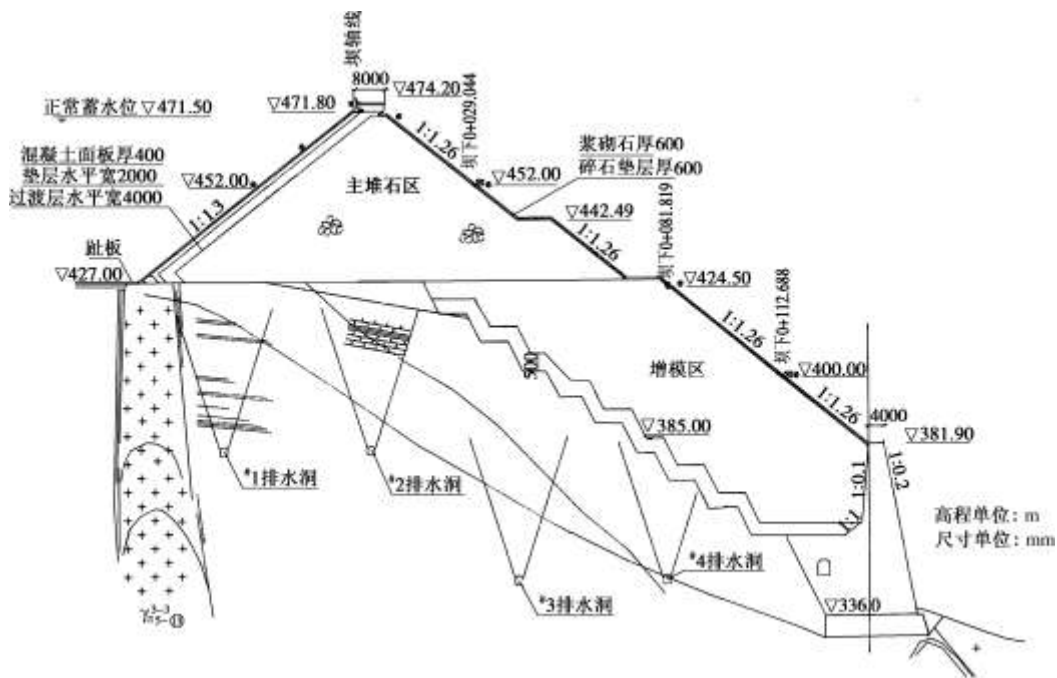 坝轴线
8000
▽474.20
▽471.80
正常蓄水位▽471.50
坝下0+029.044
1:1.26
混凝土面板厚400
垫层水平宽2000
过渡层水平宽4000
▽452.00
1:1.3
主堆石区
▽452.00
浆砌石厚600
碎石垫层厚600
▽442.49
1:1.26
坝下0+081.819
趾板
▽427.00
▽424.50
坝下0+112.688
1:1.26
500
增模区
▽400.00
1:1.26
4000
▽385.00
▽381.90
1:0.1
1:0.2
1:1
#1排水洞
#2排水洞
高程单位: m
尺寸单位: mm
#4排水洞
#3排水洞
▽336.0